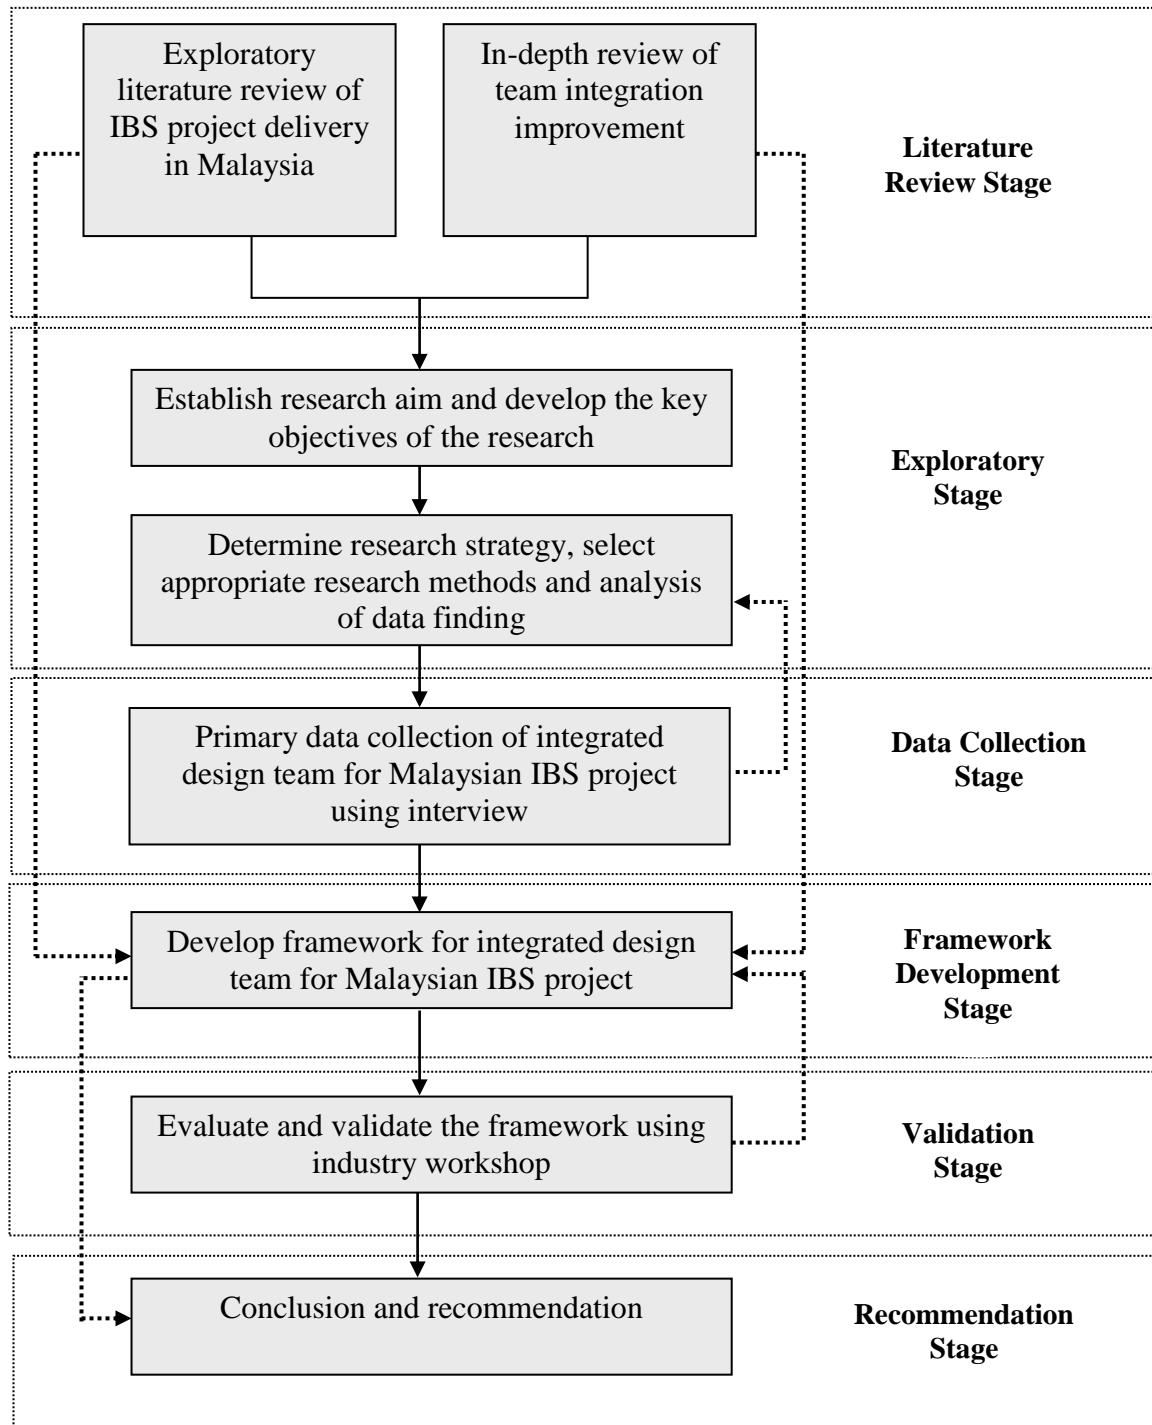 Exploratory
literature review of
IBS project delivery
in Malaysia
In-depth review of
team integration
improvement
Literature
Review Stage
Establish research aim and develop the key
objectives of the research
Exploratory
Stage
Determine research strategy, select
appropriate research methods and analysis
of data finding
Primary data collection of integrated
design team for Malaysian IBS project
using interview
Data Collection
Stage
Develop framework for integrated design
team for Malaysian IBS project
Framework
Development
Stage
Evaluate and validate the framework using
industry workshop
Validation
Stage
Conclusion and recommendation
Recommendation
Stage